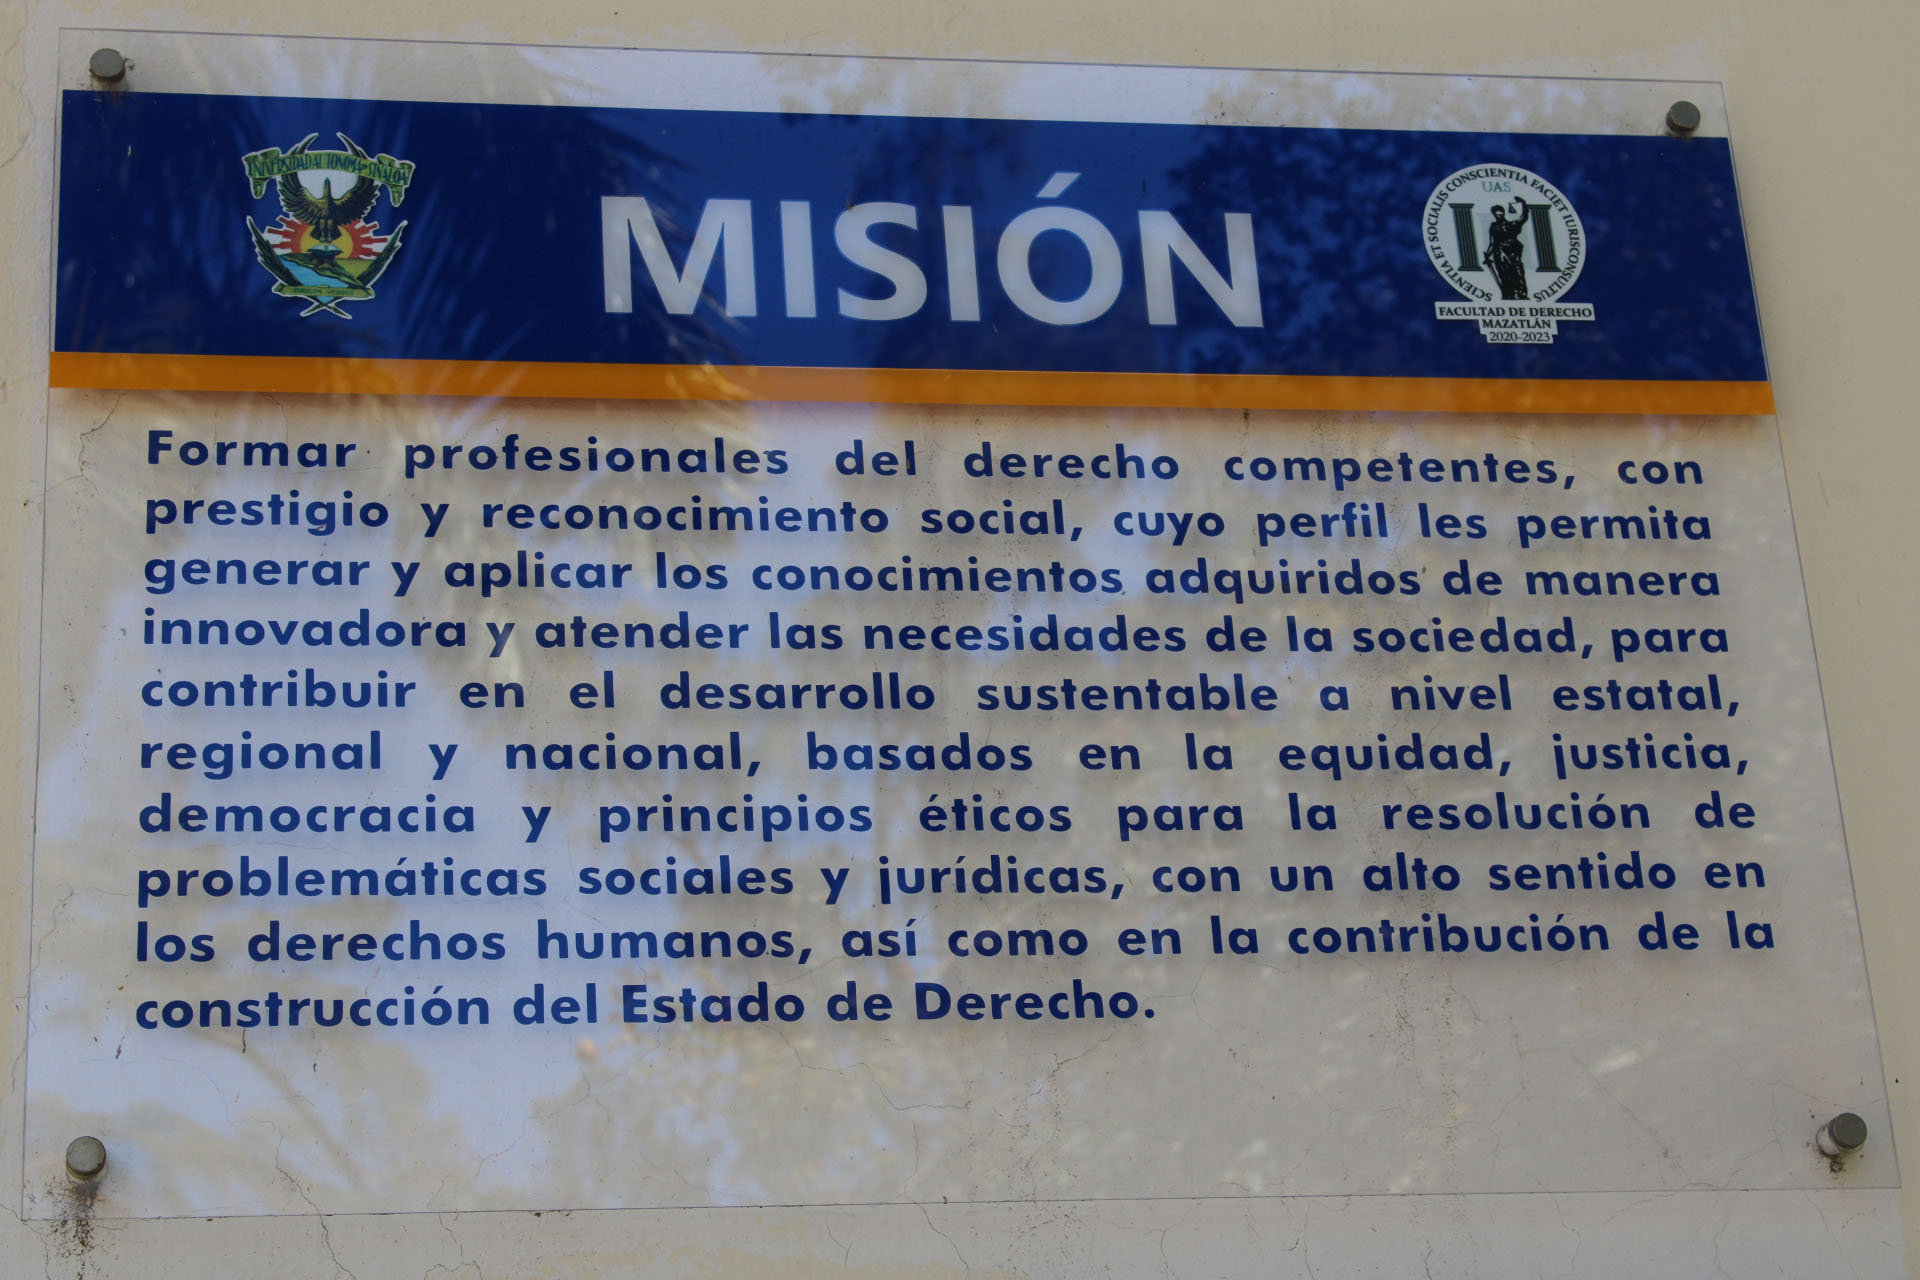 UNIVERSIDAD AUTONOMA DE SINALOA
MISIÓN
SCIENTIA ET SOCIALIS CONSCIENTIA FACIET IURISCONSULTUS
UAS
FACULTAD DE DERECHO
MAZATLÁN
2020-2023
Formar profesionales del derecho competentes, con
prestigio y reconocimiento social, cuyo perfil les permita
generar y aplicar los conocimientos adquiridos de manera
innovadora y atender las necesidades de la sociedad, para
contribuir en el desarrollo sustentable a nivel estatal,
regional y nacional, basados en la equidad, justicia,
democracia y principios éticos para la resolución de
problemáticas sociales y jurídicas, con un alto sentido en
los derechos humanos, así como en la contribución de la
construcción del Estado de Derecho.